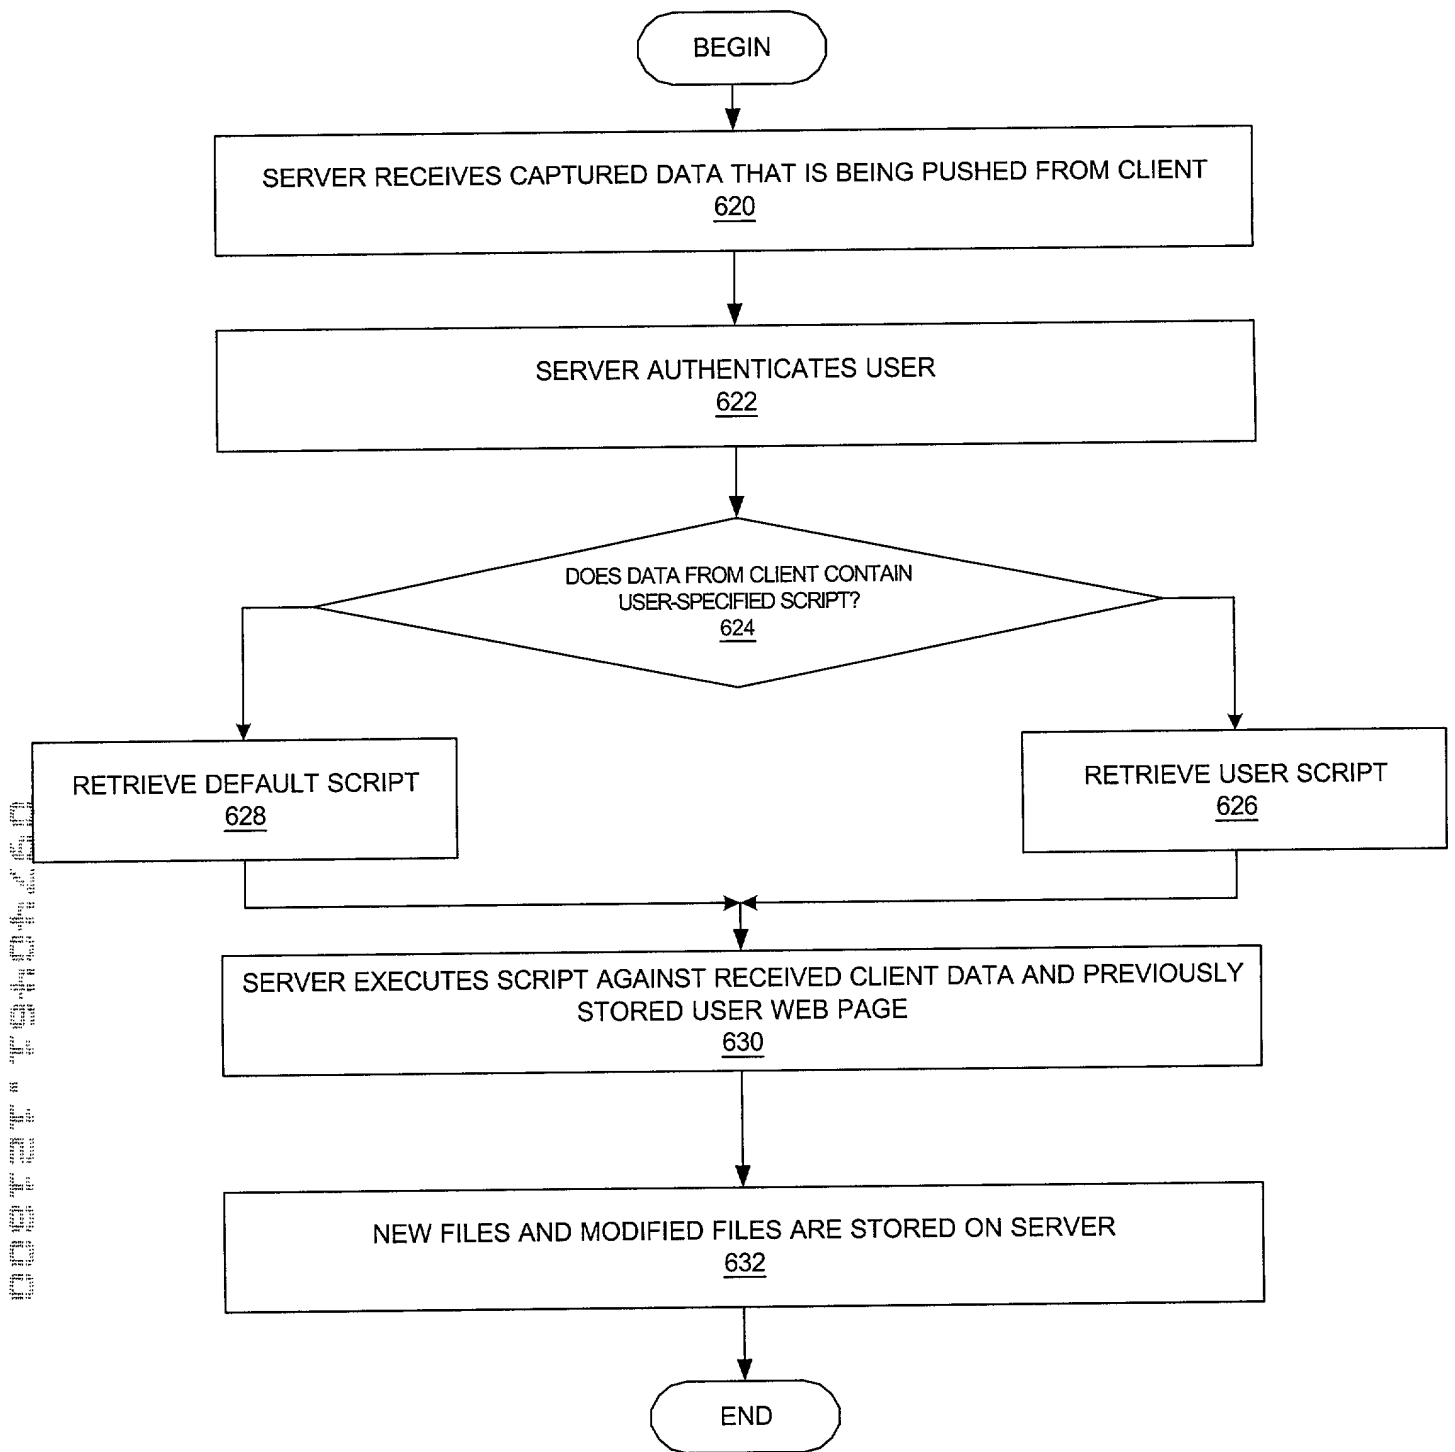 BEGIN
SERVER RECEIVES CAPTURED DATA THAT IS BEING PUSHED FROM CLIENT
620
SERVER AUTHENTICATES USER
622
DOES DATA FROM CLIENT CONTAIN
USER-SPECIFIED SCRIPT?
624
RETRIEVE DEFAULT SCRIPT
628
RETRIEVE USER SCRIPT
626
SERVER EXECUTES SCRIPT AGAINST RECEIVED CLIENT DATA AND PREVIOUSLY
STORED USER WEB PAGE
630
NEW FILES AND MODIFIED FILES ARE STORED ON SERVER
632
END